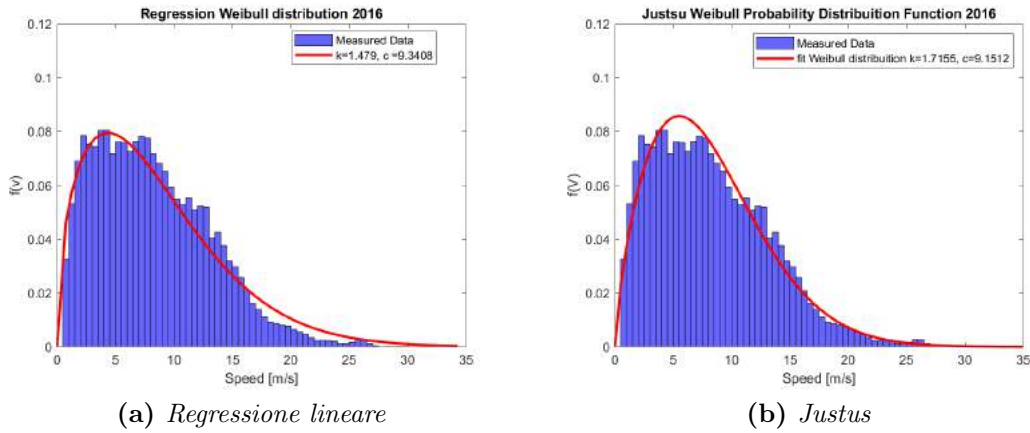 Regression Weibull distribution 2016
0.12
0.1
0.08
0.06
0.04
0.02
0
f(v)
Measured Data
k=1.479, c =9.3408
0 5 10 15 20 25 30 35
Speed [m/s]
(a) Regressione lineare
Justsu Weibull Probability Distribuition Function 2016
0.12
0.1
0.08
0.06
0.04
0.02
0
f(V)
Measured Data
fit Weibull distribuition k=1.7155, c=9.1512
0 5 10 15 20 25 30 35
Speed [m/s]
(b) Justus